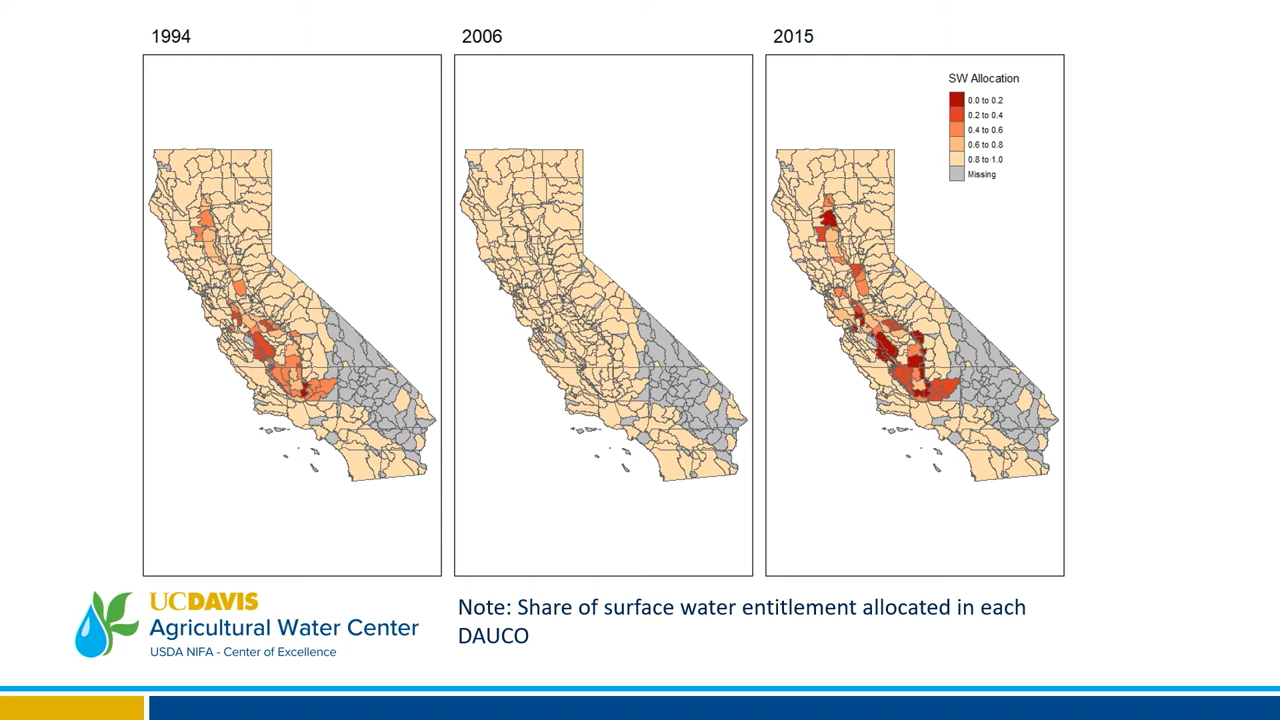 1994
2006
2015
SW Allocation
0.0 to 0.2
0.2 to 0.4
0.4 to 0.6
0.6 to 0.8
0.8 to 1.0
Missing
UCDAVIS
Agricultural Water Center
USDA NIFA - Center of Excellence
Note: Share of surface water entitlement allocated in each
DAUCO